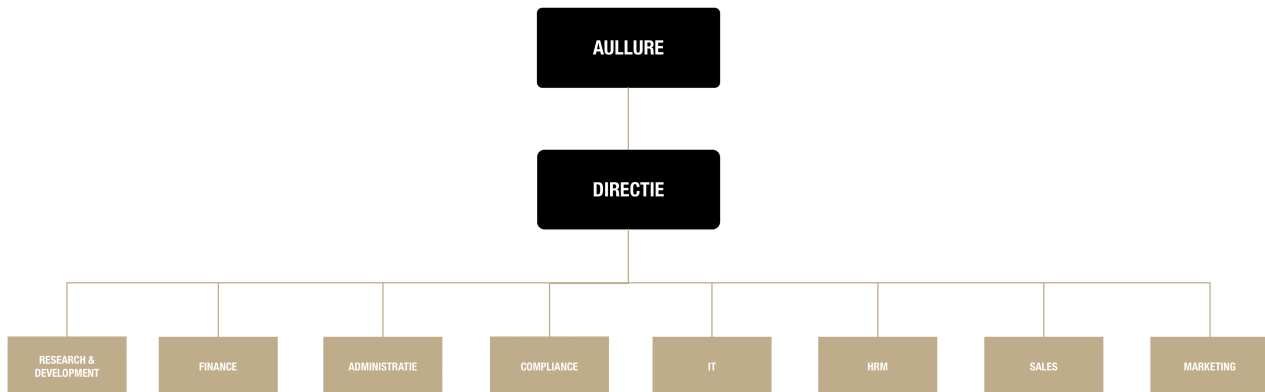 AULLURE
DIRECTIE
RESEARCH &
DEVELOPMENT
FINANCE
ADMINISTRATIE
COMPLIANCE
IT
HRM
SALES
MARKETING